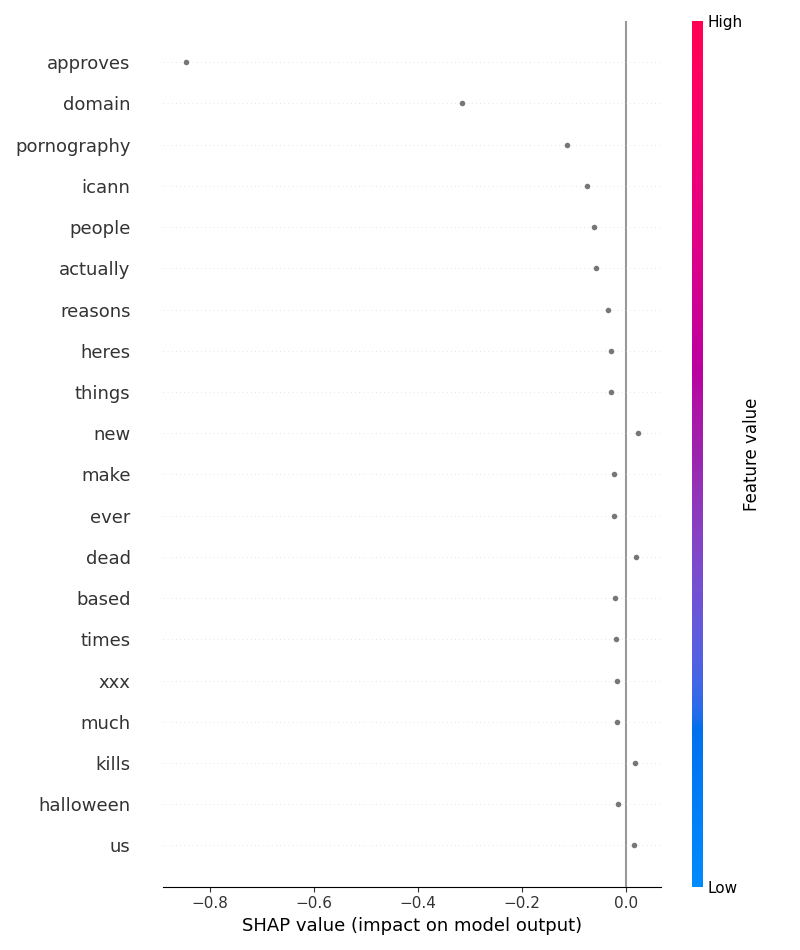 High
approves
domain
pornography
icann
people
actually
reasons
heres
things
new
make
ever
dead
based
times
xxx
much
kills
halloween
us
Feature value
Low
−0.8 −0.6 −0.4 −0.2 0.0
SHAP value (impact on model output)